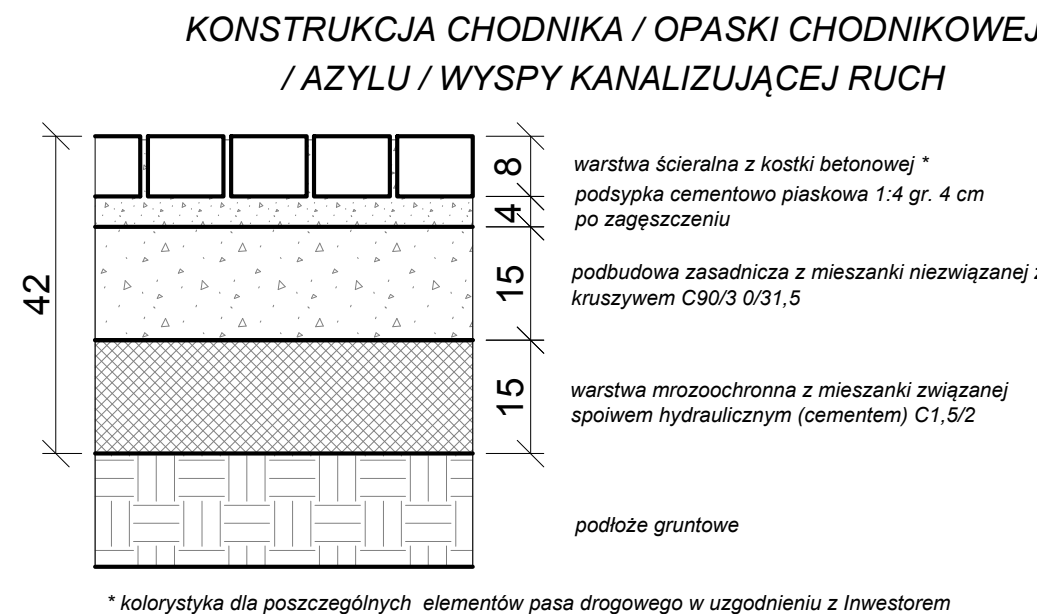 KONSTRUKCJA CHODNIKA / OPASKI CHODNIKOWEJ
/ AZYLU / WYSPY KANALIZUJĄCEJ RUCH
42
8
warstwa ścieralna z kostki betonowej *
4
podsypka cementowo piaskowa 1:4 gr. 4 cm
po zagęszczeniu
15
podbudowa zasadnicza z mieszanki niezwiązanej z
kruszywem C90/3 0/31,5
15
warstwa mrozoochronna z mieszanki związanej
spoiwem hydraulicznym (cementem) C1,5/2
podłoże gruntowe
* kolorystyka dla poszczególnych elementów pasa drogowego w uzgodnieniu z Inwestorem